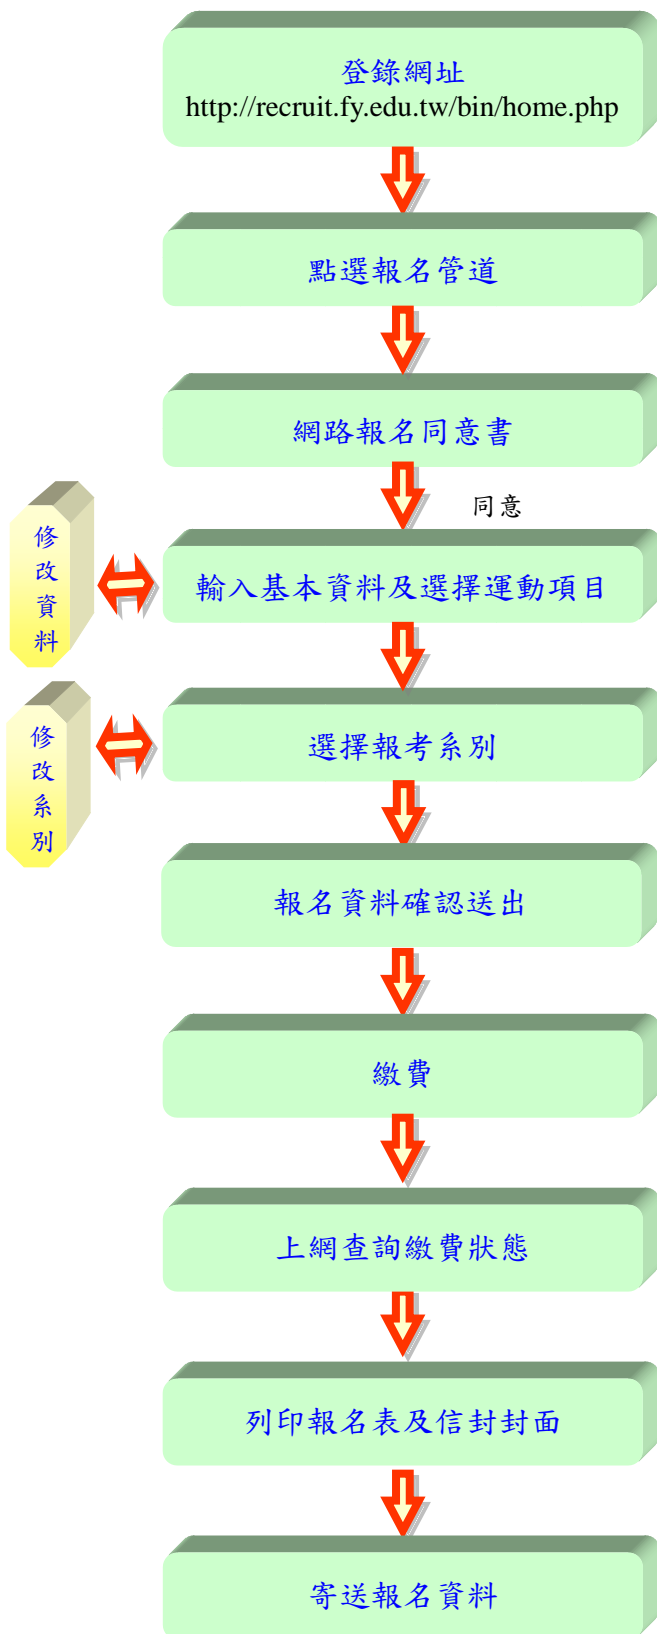 登錄網址
http://recruit.fy.edu.tw/bin/home.php
點選報名管道
網路報名同意書
同意
修改資料
輸入基本資料及選擇運動項目
修改系別
選擇報考系別
報名資料確認送出
繳費
上網查詢繳費狀態
列印報名表及信封封面
寄送報名資料